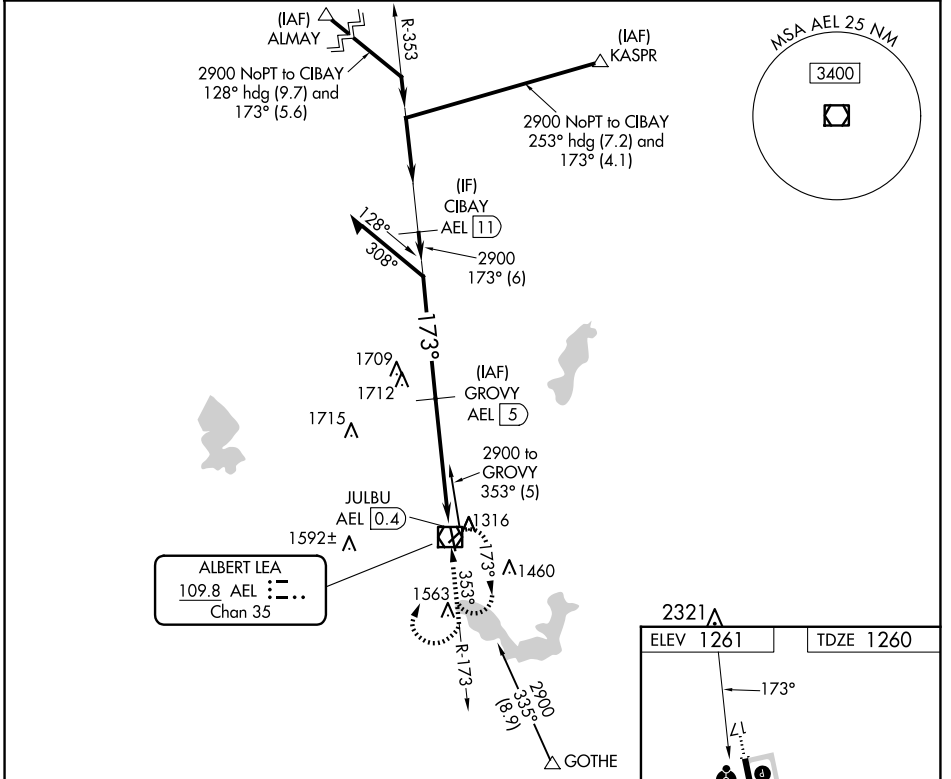 (IAF)
ALMAY
R-353
2900 NoPT to CIBAY
128° hdg (9.7) and
173° (5.6)
(IAF)
KASPR
2900 NoPT to CIBAY
253° hdg (7.2) and
173° (4.1)
MSA AEL 25 NM
3400
(IF)
CIBAY
AEL 11
128°
308°
2900
173° (6)
173°
1709
1712
(IAF)
GROVY
AEL 5
1715
2900 to
GROVY
353° (5)
JULBU
AEL 0.4
1316
1592±
173°
ALBERT LEA
109.8 AEL
Chan 35
353°
1460
1563
R-173
2900
335°
(8.9)
GOTHE
2321
ELEV 1261
TDZE 1260
173°
17
P